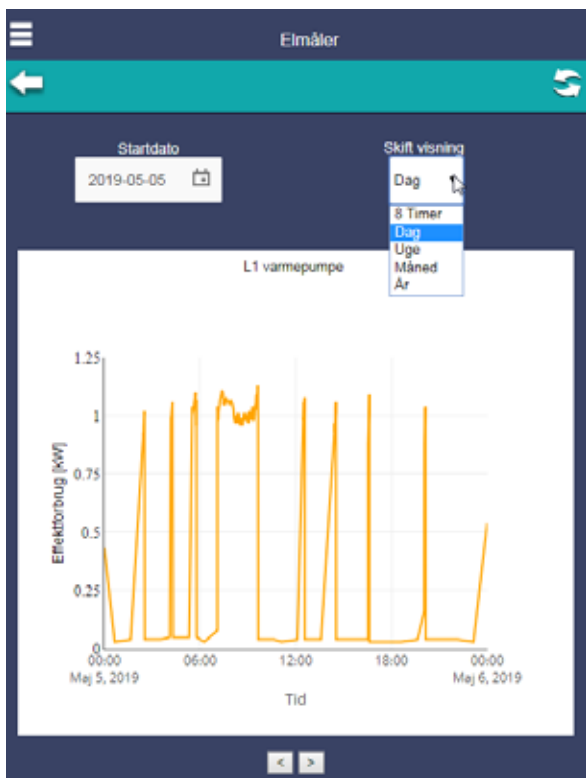 Elmåler
Startdato
Skift visning
2019-05-05
Dag
8 Timer
Dag
Uge
Måned
År
L1 varmepumpe
1.25
1
0.75
0.5
0.25
0
Effektforbrug [kW]
00:00
06:00
12:00
18:00
00:00
Maj 5, 2019
Maj 6, 2019
Tid
< >